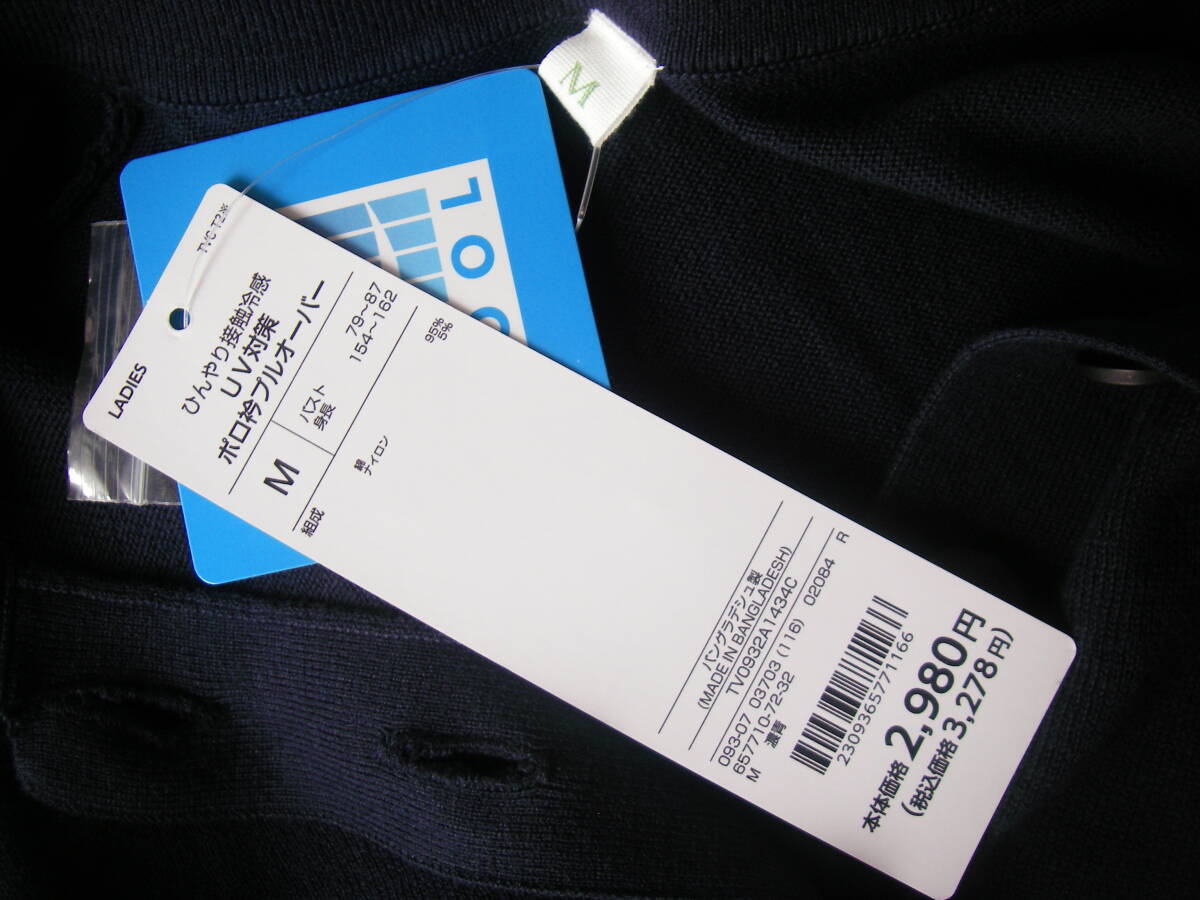 M
L
O
O
TVC-T2※
LADIES
ひんやり接触冷感
UV対策
ポロ衿プルオーバー
M
バスト 79～87
身長 154～162
組成
綿 95%
ナイロン 5%
バングラデシュ製
(MADE IN BANGLADESH)
TV0932A1434C
093-07 03703 (116) 02084 R
657710-72-32
M 濃青
2309365771166
本体価格 2,980円
(税込価格 3,278円)